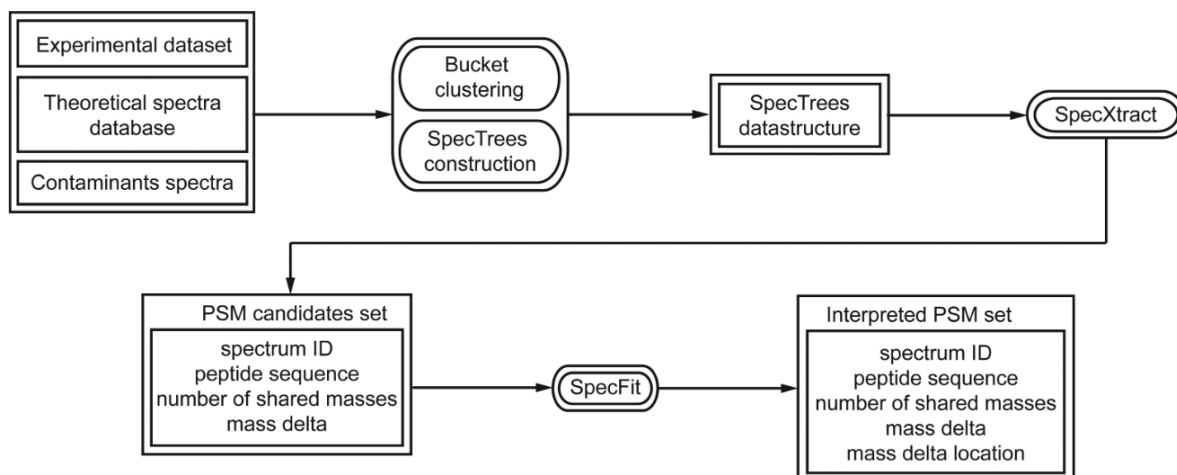 Experimental dataset
Theoretical spectra
database
Contaminants spectra
Bucket
clustering
SpecTrees
construction
SpecTrees
datastructure
SpecXtract
PSM candidates set
spectrum ID
peptide sequence
number of shared masses
mass delta
SpecFit
Interpreted PSM set
spectrum ID
peptide sequence
number of shared masses
mass delta
mass delta location